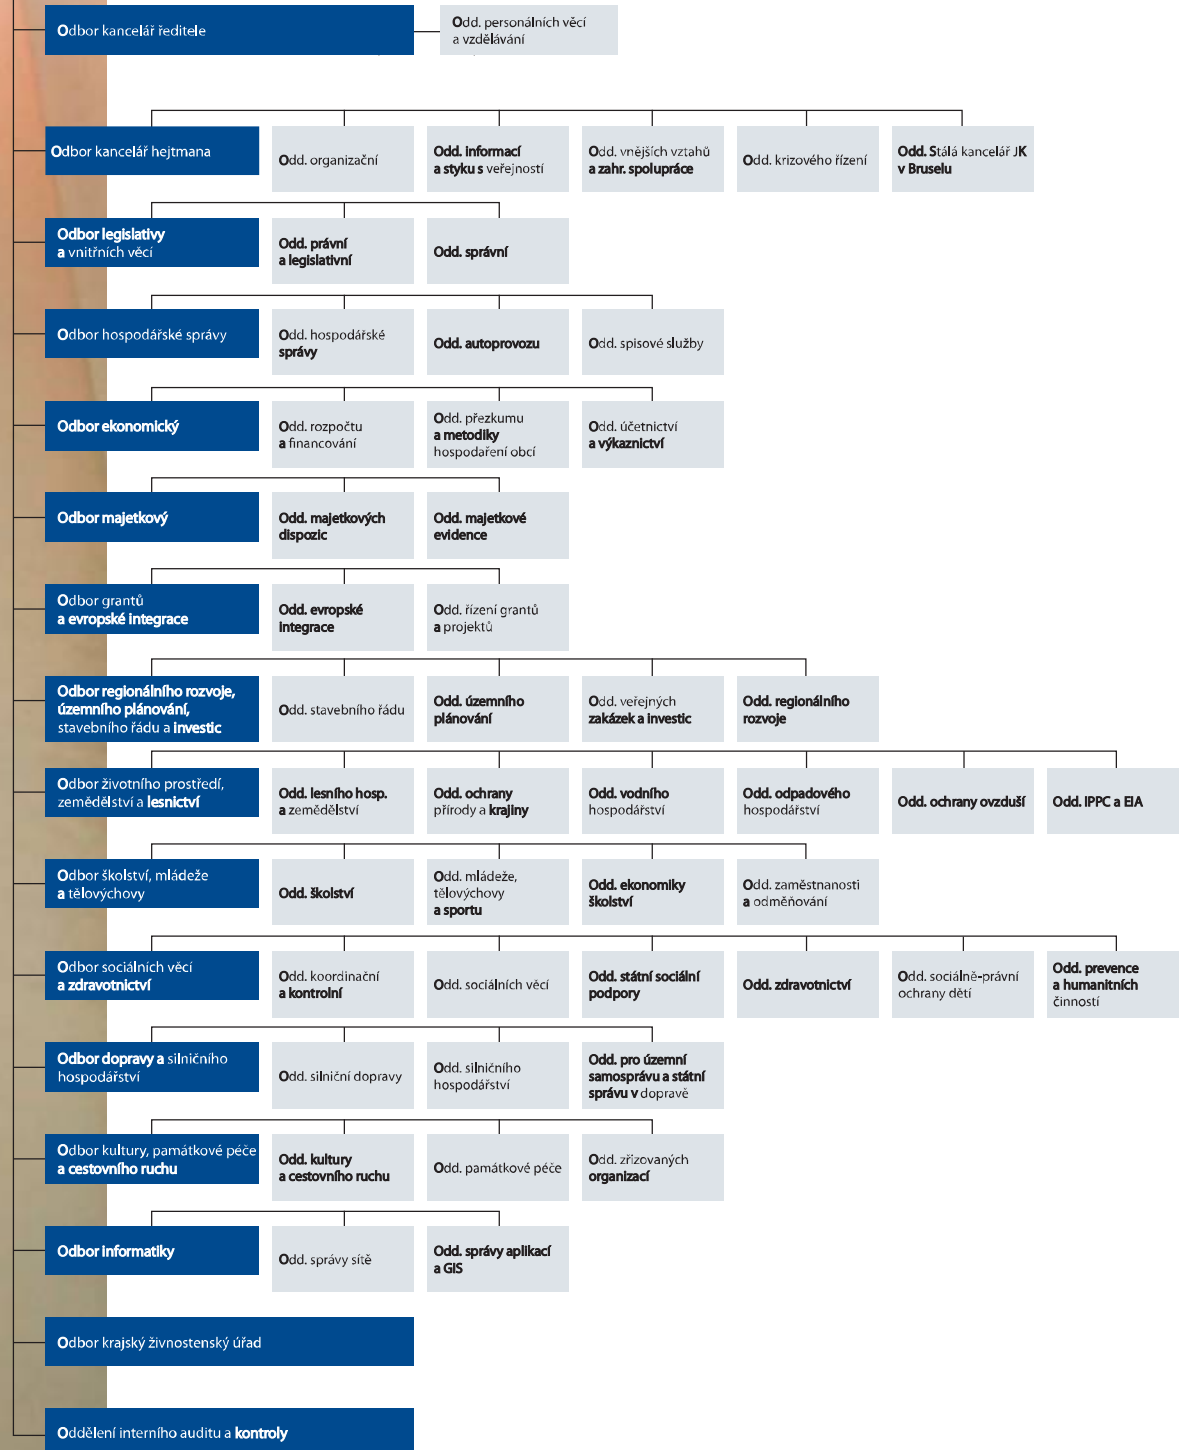 Odbor kancelář ředitele
Odd. personálních věcí
a vzdělávání
Odbor kancelář hejtmana
Odd. organizační
Odd. informací
a styku s veřejností
Odd. vnějších vztahů
a zahr. spolupráce
Odd. krizového řízení
Odd. Stálá kancelář JK
v Bruselu
Odbor legislativy
a vnitřních věcí
Odd. právní
a legislativní
Odd. správní
Odbor hospodářské správy
Odd. hospodářské
správy
Odd. autoprovozu
Odd. spisové služby
Odbor ekonomický
Odd. rozpočtu
a financování
Odd. přezkumu
a metodiky
hospodaření obcí
Odd. účetnictví
a výkaznictví
Odbor majetkový
Odd. majetkových
dispozic
Odd. majetkové
evidence
Odbor grantů
a evropské integrace
Odd. evropské
integrace
Odd. řízení grantů
a projektů
Odbor regionálního rozvoje,
územního plánování,
stavebního řádu a investic
Odd. stavebního řádu
Odd. územního
plánování
Odd. veřejných
zakázek a investic
Odd. regionálního
rozvoje
Odbor životního prostředí,
zemědělství a lesnictví
Odd. lesního hosp.
a zemědělství
Odd. ochrany
přírody a krajiny
Odd. vodního
hospodářství
Odd. odpadového
hospodářství
Odd. ochrany ovzduší
Odd. IPPC a EIA
Odbor školství, mládeže
a tělovýchovy
Odd. školství
Odd. mládeže,
tělovýchovy
a sportu
Odd. ekonomiky
školství
Odd. zaměstnanosti
a odměňování
Odbor sociálních věcí
a zdravotnictví
Odd. koordinační
a kontrolní
Odd. sociálních věcí
Odd. státní sociální
podpory
Odd. zdravotnictví
Odd. sociálně-právní
ochrany dětí
Odd. prevence
a humanitních
činností
Odbor dopravy a silničního
hospodářství
Odd. silniční dopravy
Odd. silničního
hospodářství
Odd. pro územní
samosprávu a státní
správu v dopravě
Odbor kultury, památkové péče
a cestovního ruchu
Odd. kultury
a cestovního ruchu
Odd. památkové péče
Odd. zřizovaných
organizací
Odbor informatiky
Odd. správy sítě
Odd. správy aplikací
a GIS
Odbor krajský živnostenský úřad
Oddělení interního auditu a kontroly